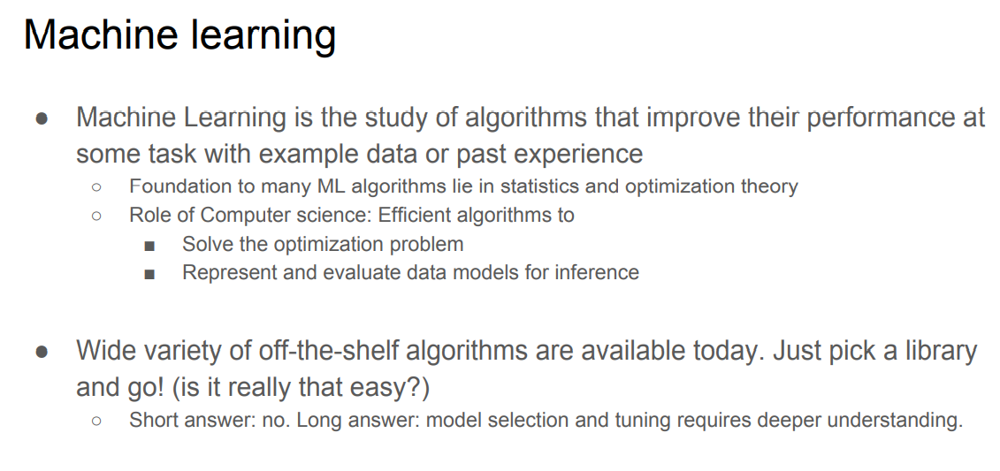 Machine learning
● Machine Learning is the study of algorithms that improve their performance at
some task with example data or past experience
○ Foundation to many ML algorithms lie in statistics and optimization theory
○ Role of Computer science: Efficient algorithms to
■ Solve the optimization problem
■ Represent and evaluate data models for inference
● Wide variety of off-the-shelf algorithms are available today. Just pick a library
and go! (is it really that easy?)
○ Short answer: no. Long answer: model selection and tuning requires deeper understanding.